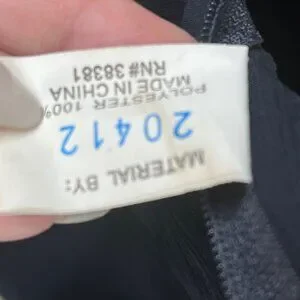 MATERIAL BY:
20412
POLYESTER 100%
MADE IN CHINA
RN# 38381